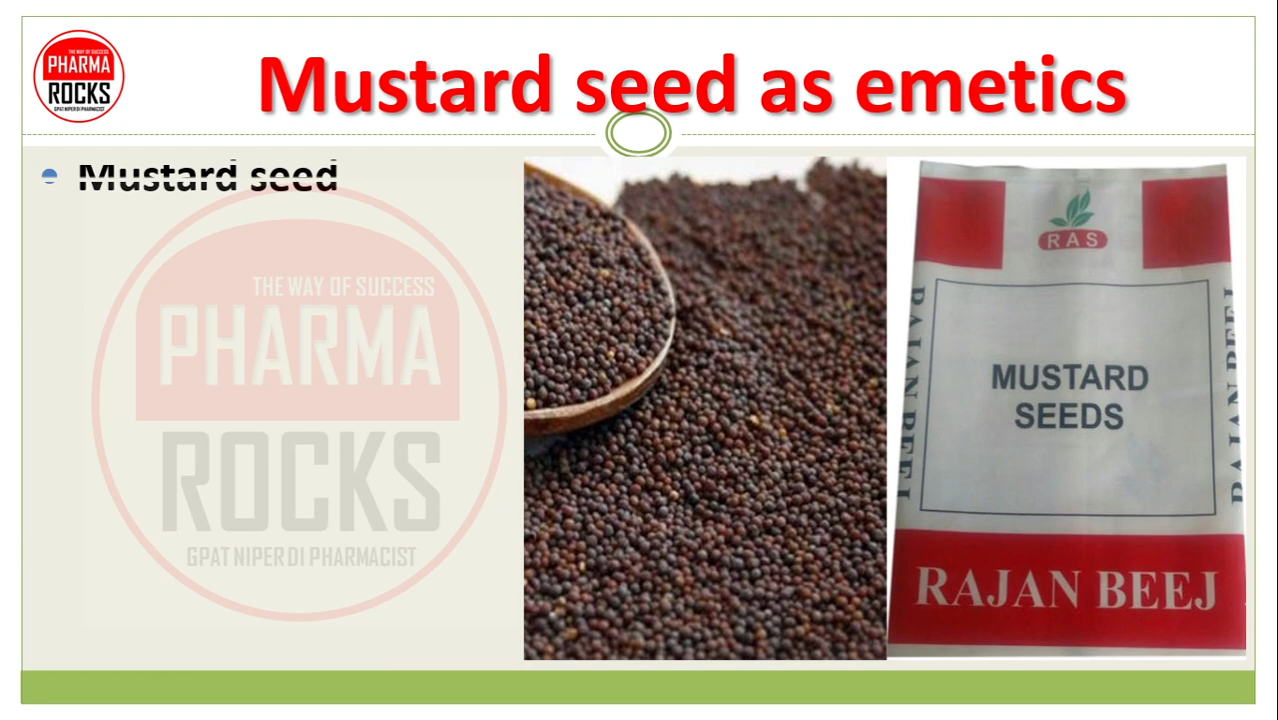 THE WAY OF SUCCESS
PHARMA
ROCKS
GPAT NIPER DI PHARMACIST
Mustard seed as emetics
Mustard seed
THE WAY OF SUCCESS
PHARMA
ROCKS
GPAT NIPER DI PHARMACIST
RAS
RAJAN BEEJ
MUSTARD
SEEDS
RAJAN BEEJ
RAJAN BEEJ